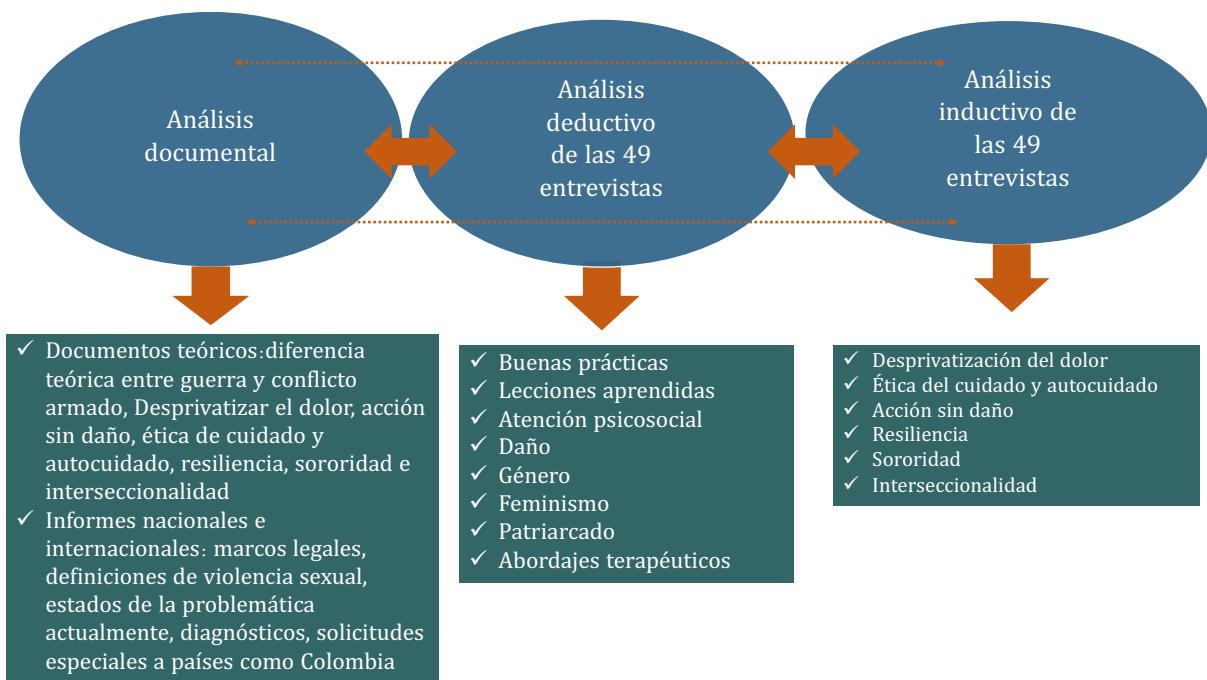 Análisis
documental
Análisis
deductivo
de las 49
entrevistas
Análisis
inductivo de
las 49
entrevistas
✓ Documentos teóricos:diferencia
teórica entre guerra y conflicto
armado, Desprivatizar el dolor, acción
sin daño, ética de cuidado y
autocuidado, resiliencia, sororidad e
interseccionalidad
✓ Informes nacionales e
internacionales: marcos legales,
definiciones de violencia sexual,
estados de la problemática
actualmente, diagnósticos, solicitudes
especiales a países como Colombia
✓ Buenas prácticas
✓ Lecciones aprendidas
✓ Atención psicosocial
✓ Daño
✓ Género
✓ Feminismo
✓ Patriarcado
✓ Abordajes terapéuticos
✓ Desprivatización del dolor
✓ Ética del cuidado y autocuidado
✓ Acción sin daño
✓ Resiliencia
✓ Sororidad
✓ Interseccionalidad